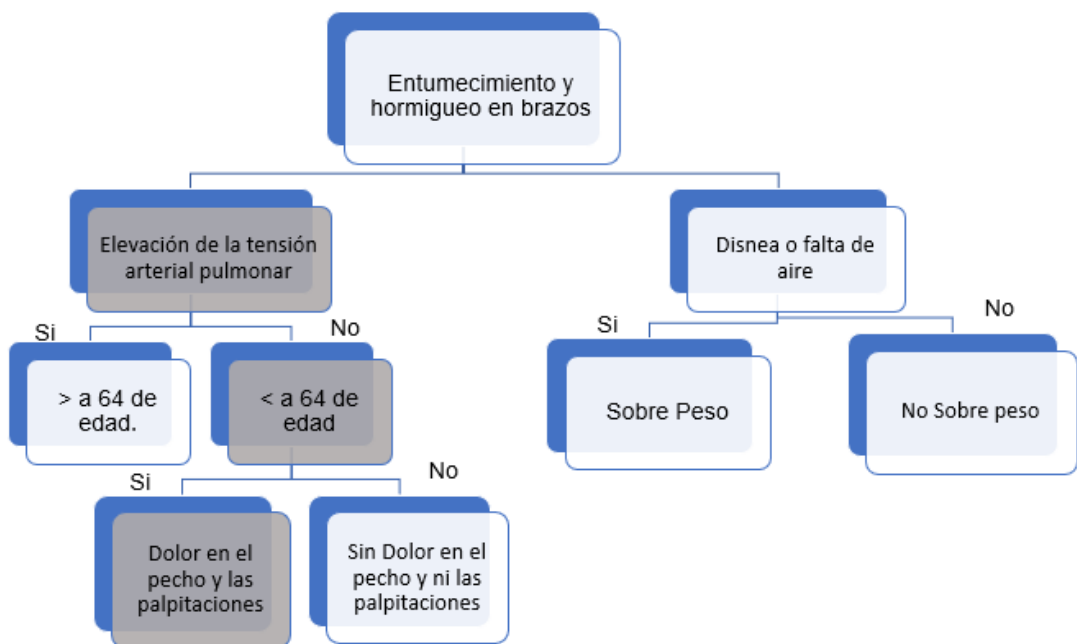 Entumecimiento y
hormigueo en brazos
Elevación de la tensión
arterial pulmonar
Disnea o falta de
aire
Si
No
Si
No
> a 64 de
edad.
< a 64 de
edad
Sobre Peso
No Sobre peso
Si
No
Dolor en el
pecho y las
palpitaciones
Sin Dolor en el
pecho y ni las
palpitaciones